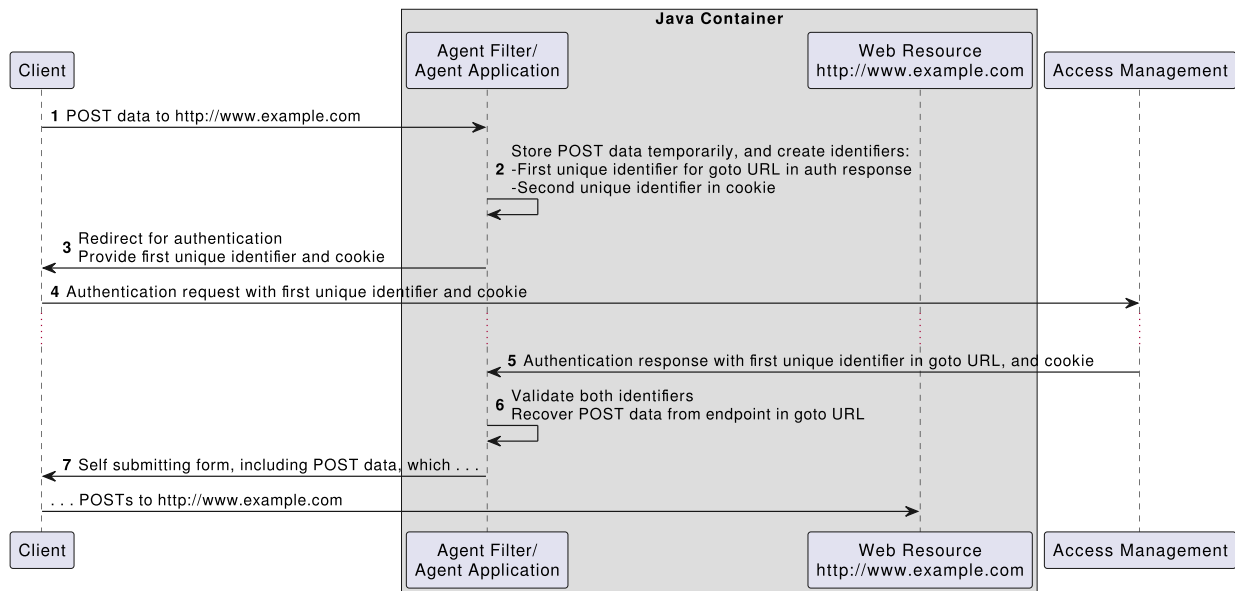 Java Container
Client
Agent Filter/
Agent Application
Web Resource
http://www.example.com
Access Management
1 POST data to http://www.example.com
Store POST data temporarily, and create identifiers:
2 -First unique identifier for goto URL in auth response
-Second unique identifier in cookie
3 Redirect for authentication
Provide first unique identifier and cookie
4 Authentication request with first unique identifier and cookie
5 Authentication response with first unique identifier in goto URL, and cookie
6 Validate both identifiers
Recover POST data from endpoint in goto URL
7 Self submitting form, including POST data, which . . .
. . . POSTs to http://www.example.com
Client
Agent Filter/
Agent Application
Web Resource
http://www.example.com
Access Management